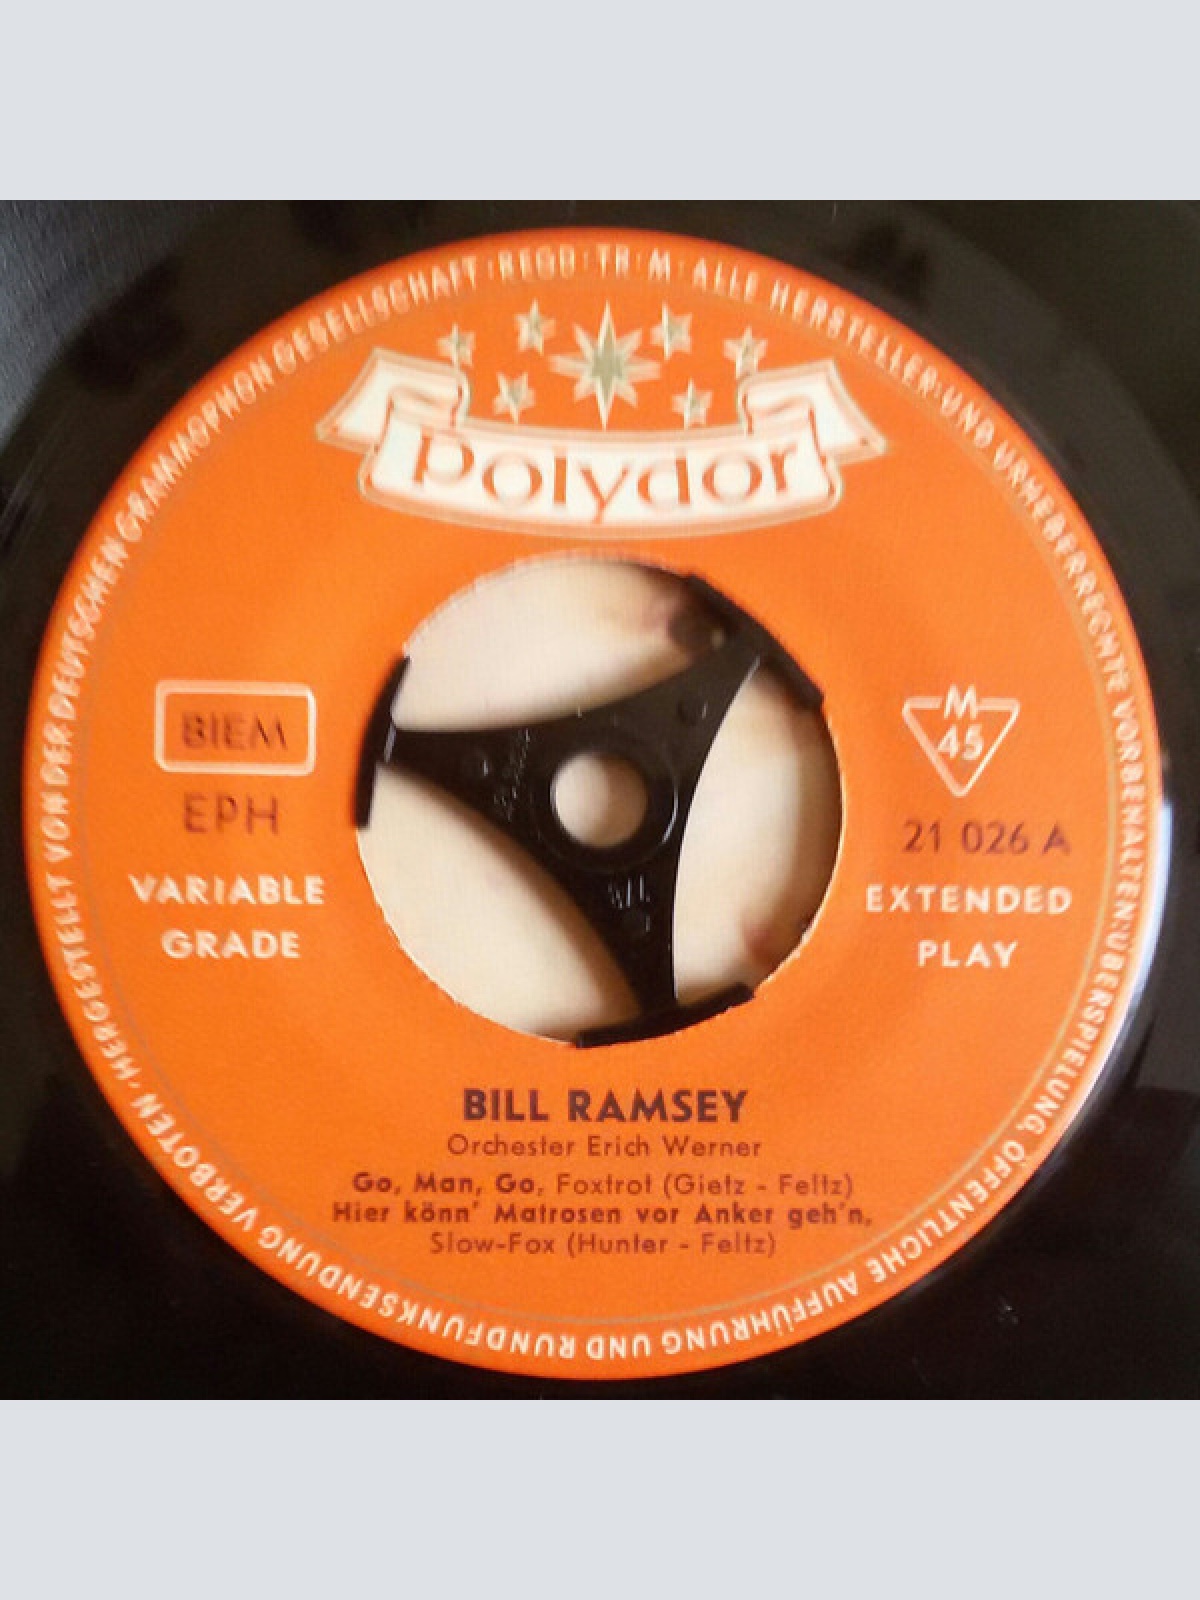 HERGESTELLT VON DER DEUTSCHEN GRAMMOPHON GESELLSCHAFT · REGD · TR · M · ALLE HERSTELLER- UND URHEBERRECHTE VORBEHALTEN · ÜBERSPIELUNG, ÖFFENTLICHE AUFFÜHRUNG UND RUNDFUNKSENDUNG VERBOTEN ·
polydor
BIEM
EPH
VARIABLE
GRADE
M
45
21 026 A
EXTENDED
PLAY
BILL RAMSEY
Orchester Erich Werner
Go, Man, Go, Foxtrot (Gietz - Feltz)
Hier könn' Matrosen vor Anker geh'n,
Slow-Fox (Hunter - Feltz)